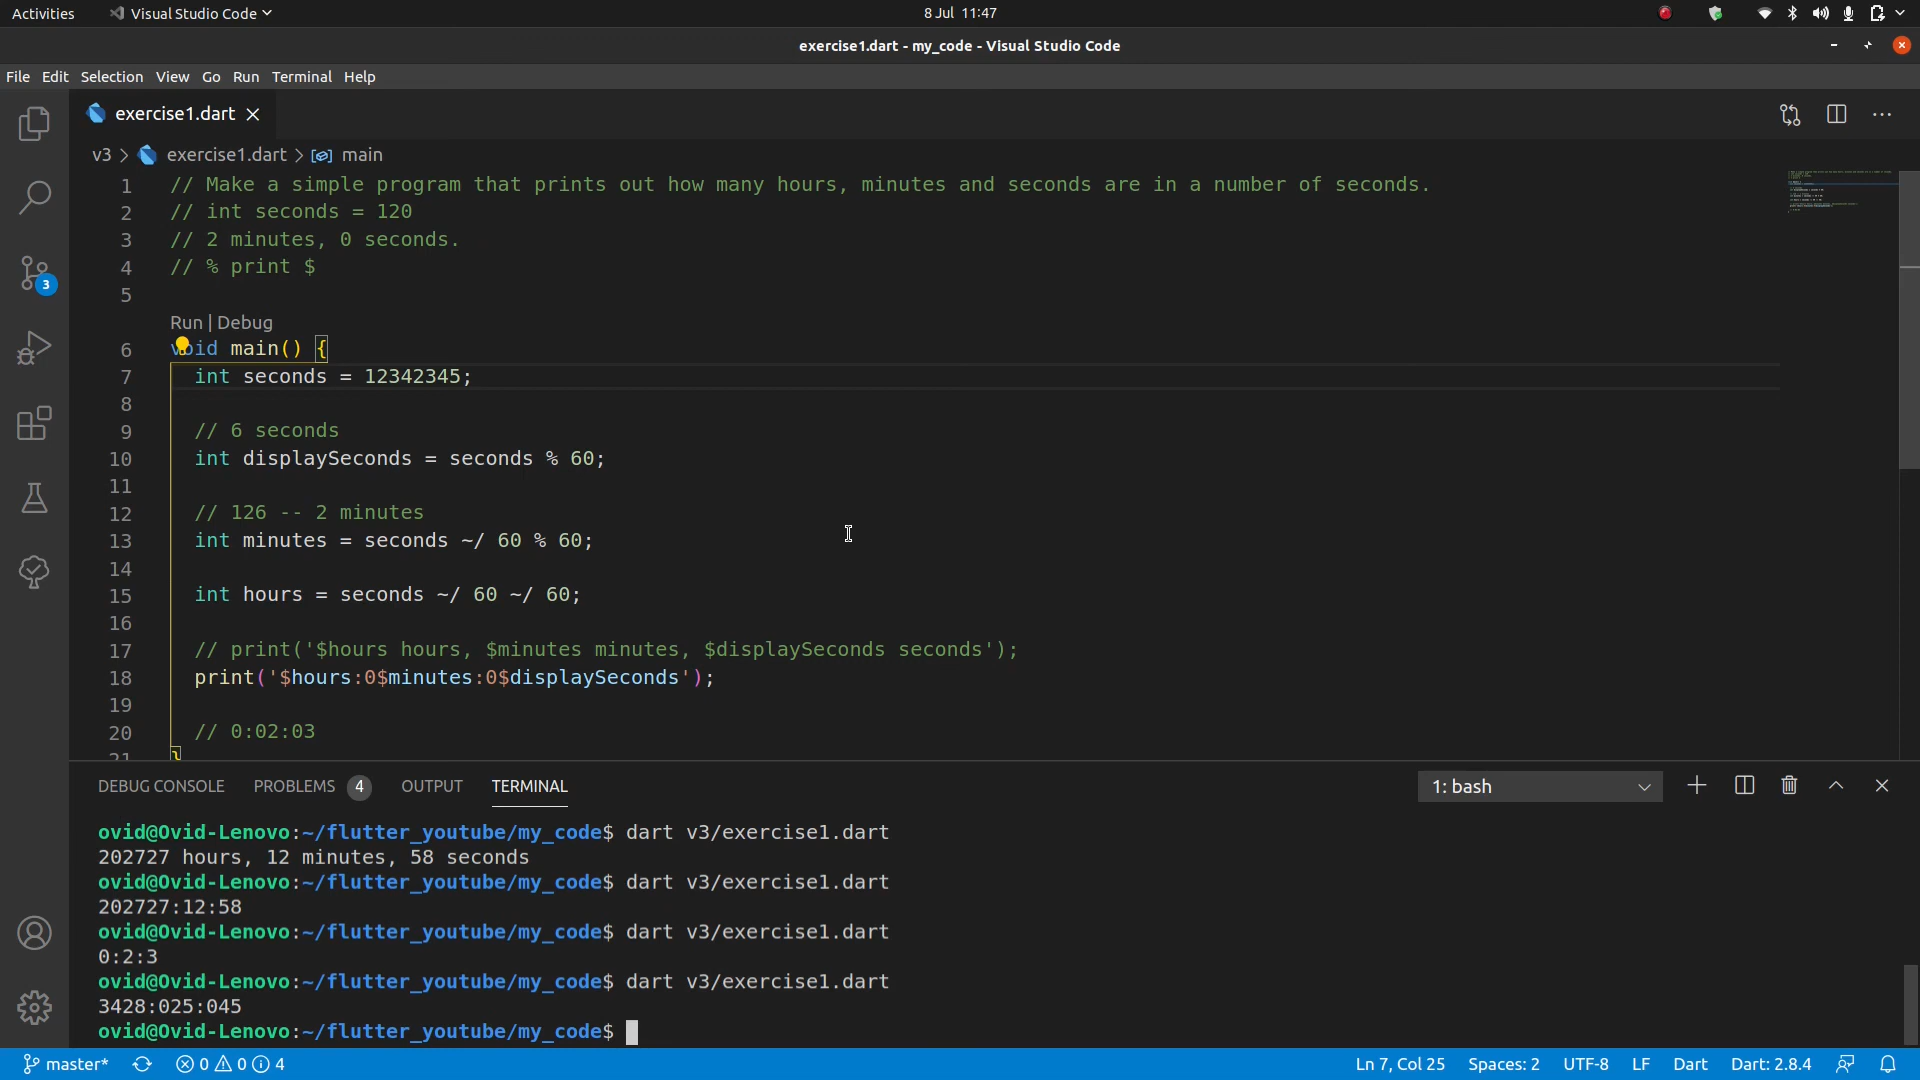 Activities Visual Studio Code 8 Jul 11:47
exercise1.dart - my_code - Visual Studio Code
File Edit Selection View Go Run Terminal Help
exercise1.dart
v3 > exercise1.dart > main
1 // Make a simple program that prints out how many hours, minutes and seconds are in a number of seconds.
2 // int seconds = 120
3 // 2 minutes, 0 seconds.
4 // % print $
5
Run | Debug
6 void main() {
7 int seconds = 12342345;
8
9 // 6 seconds
10 int displaySeconds = seconds % 60;
11
12 // 126 -- 2 minutes
13 int minutes = seconds ~/ 60 % 60;
14
15 int hours = seconds ~/ 60 ~/ 60;
16
17 // print('$hours hours, $minutes minutes, $displaySeconds seconds');
18 print('$hours:0$minutes:0$displaySeconds');
19
20 // 0:02:03
21 }
3
DEBUG CONSOLE PROBLEMS 4 OUTPUT TERMINAL 1: bash
ovid@Ovid-Lenovo:~/flutter_youtube/my_code$ dart v3/exercise1.dart
202727 hours, 12 minutes, 58 seconds
ovid@Ovid-Lenovo:~/flutter_youtube/my_code$ dart v3/exercise1.dart
202727:12:58
ovid@Ovid-Lenovo:~/flutter_youtube/my_code$ dart v3/exercise1.dart
0:2:3
ovid@Ovid-Lenovo:~/flutter_youtube/my_code$ dart v3/exercise1.dart
3428:025:045
ovid@Ovid-Lenovo:~/flutter_youtube/my_code$
master* 0 0 4 Ln 7, Col 25 Spaces: 2 UTF-8 LF Dart Dart: 2.8.4